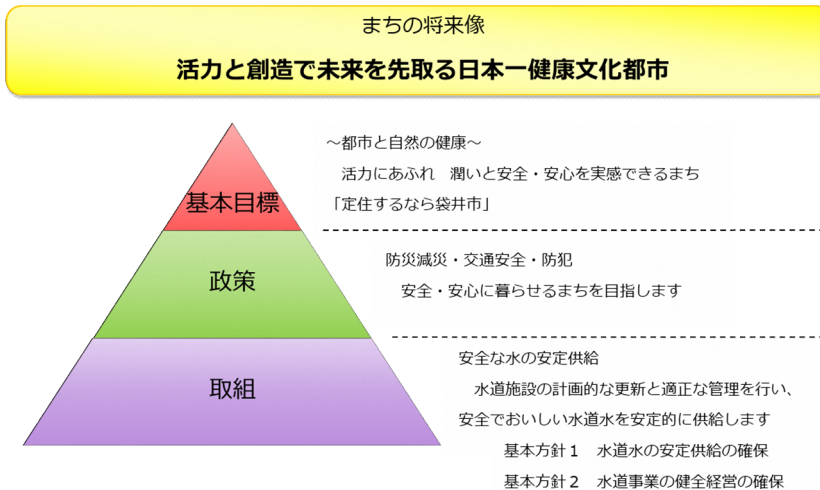 まちの将来像
活力と創造で未来を先取る日本一健康文化都市
基本目標
～都市と自然の健康～
活力にあふれ　潤いと安全・安心を実感できるまち
「定住するなら袋井市」
政策
防災減災・交通安全・防犯
安全・安心に暮らせるまちを目指します
取組
安全な水の安定供給
水道施設の計画的な更新と適正な管理を行い、
安全でおいしい水道水を安定的に供給します
基本方針１　水道水の安定供給の確保
基本方針２　水道事業の健全経営の確保